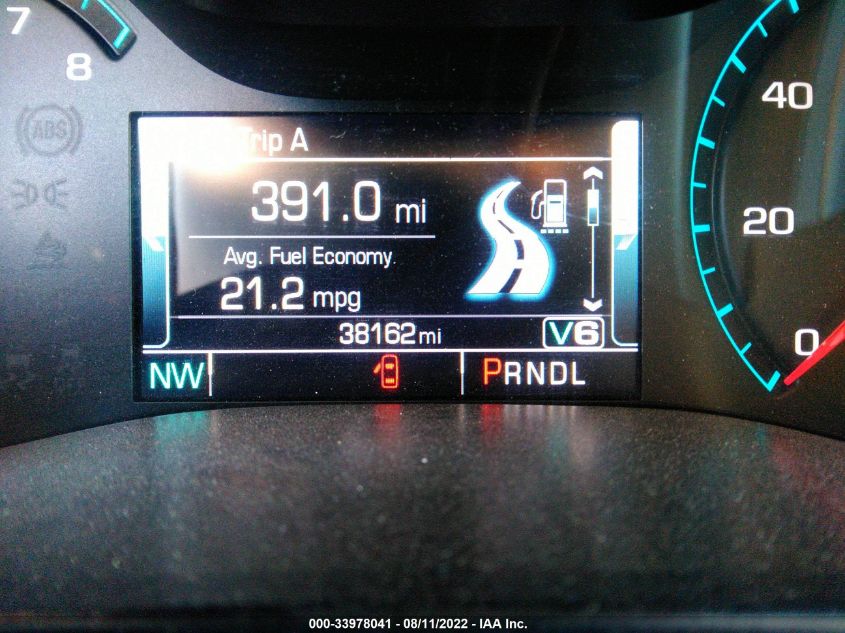 7
8
ABS
Trip A
391.0 mi
Avg. Fuel Economy
21.2 mpg
38162 mi
V6
NW
PRNDL
40
20
0
000-33978041 - 08/11/2022 - IAA Inc.